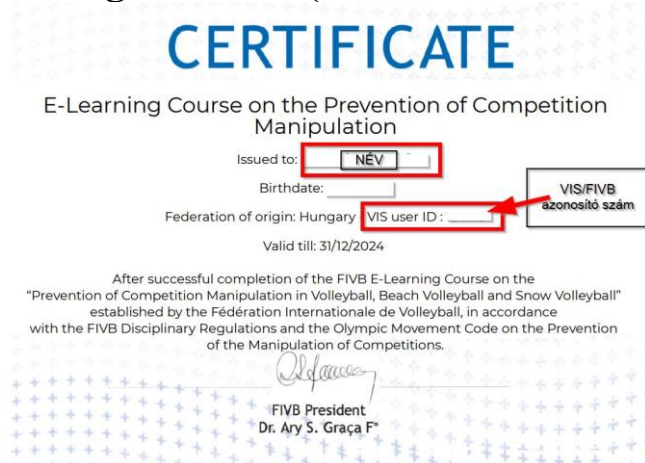 CERTIFICATE
E-Learning Course on the Prevention of Competition
Manipulation
Issued to: NÉV
Birthdate:
Federation of origin: Hungary - VIS user ID :
VIS/FIVB
azonosító szám
Valid till: 31/12/2024
After successful completion of the FIVB E-Learning Course on the
“Prevention of Competition Manipulation in Volleyball, Beach Volleyball and Snow Volleyball”
established by the Fédération Internationale de Volleyball, in accordance
with the FIVB Disciplinary Regulations and the Olympic Movement Code on the Prevention
of the Manipulation of Competitions.
FIVB President
Dr. Ary S. Graça Fº